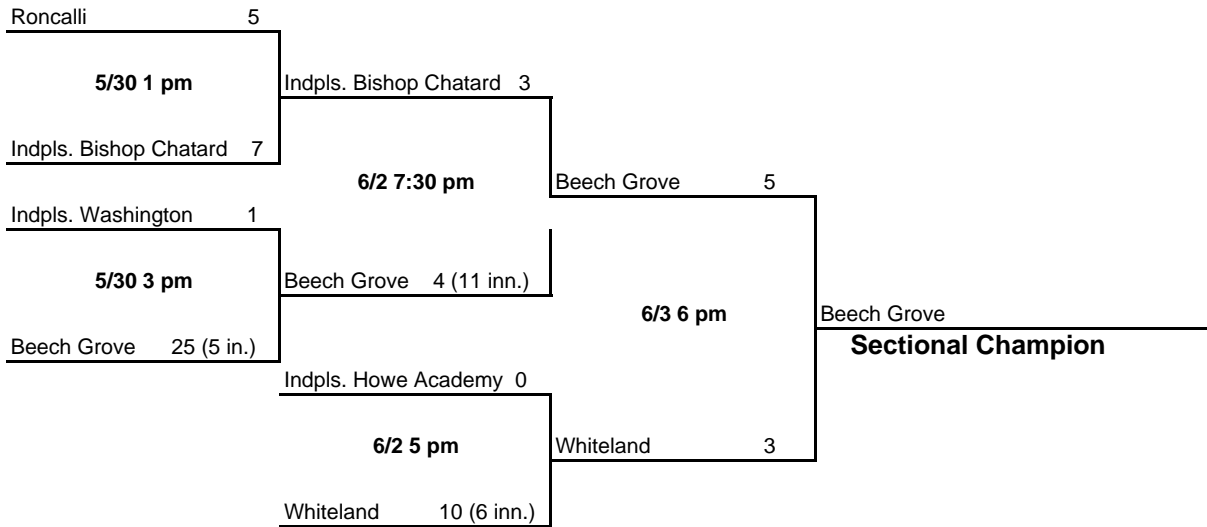 Roncalli 5
5/30 1 pm
Indpls. Bishop Chatard 3
Indpls. Bishop Chatard 7
6/2 7:30 pm
Beech Grove 5
Indpls. Washington 1
5/30 3 pm
Beech Grove 4 (11 inn.)
6/3 6 pm
Beech Grove
Beech Grove 25 (5 in.)
Sectional Champion
Indpls. Howe Academy 0
6/2 5 pm
Whiteland 3
Whiteland 10 (6 inn.)